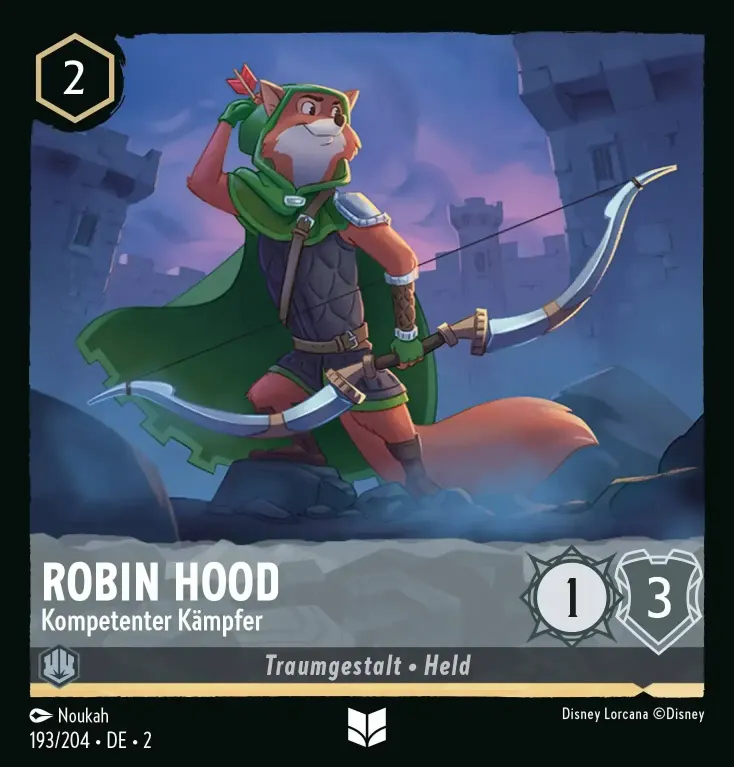 2
ROBIN HOOD
Kompetenter Kämpfer
1
3
Traumgestalt • Held
Noukah
193/204 • DE • 2
Disney Lorcana ©Disney